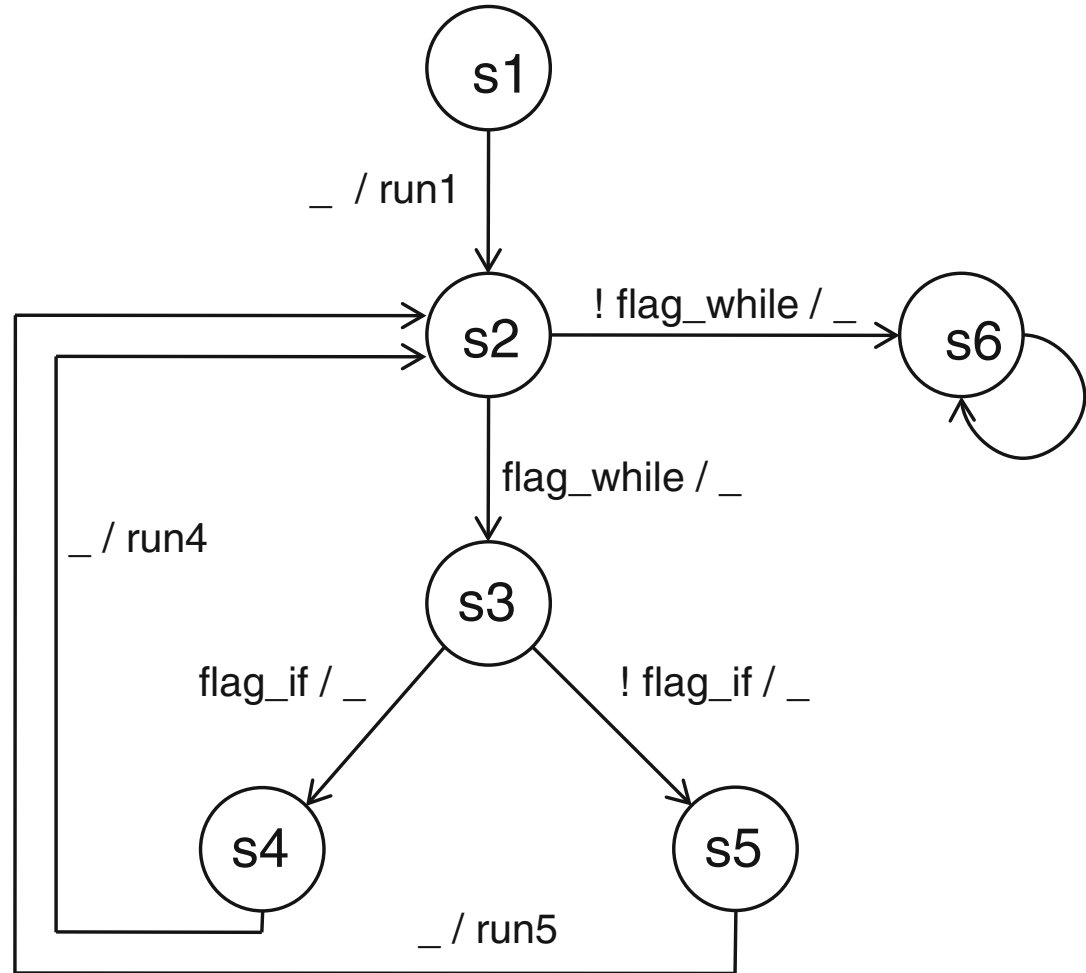 s1
_ / run1
! flag_while / _
s2
s6
flag_while / _
_ / run4
s3
flag_if / _
! flag_if / _
s4
s5
_ / run5